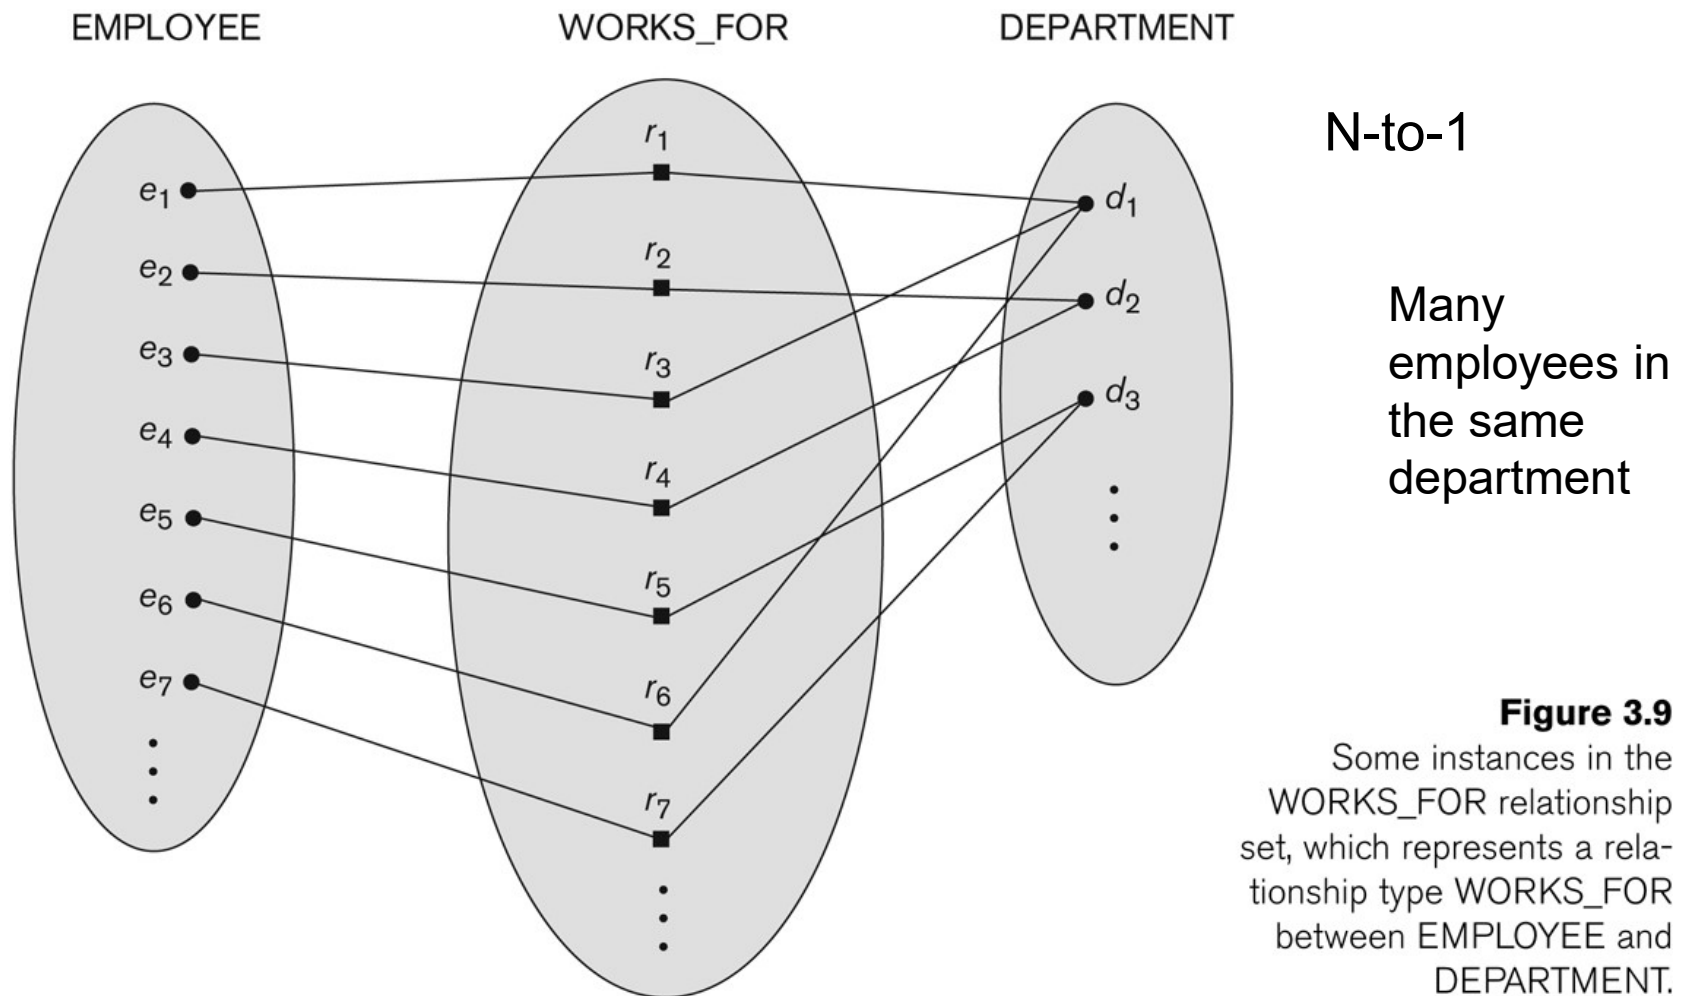 EMPLOYEE WORKS_FOR DEPARTMENT
N-to-1
r1
e1
d1
r2
e2
d2
Many
employees in
the same
department
r3
e3
d3
r4
e4
r5
e5
r6
e6
r7
e7
Figure 3.9
Some instances in the
WORKS_FOR relationship
set, which represents a rela-
tionship type WORKS_FOR
between EMPLOYEE and
DEPARTMENT.